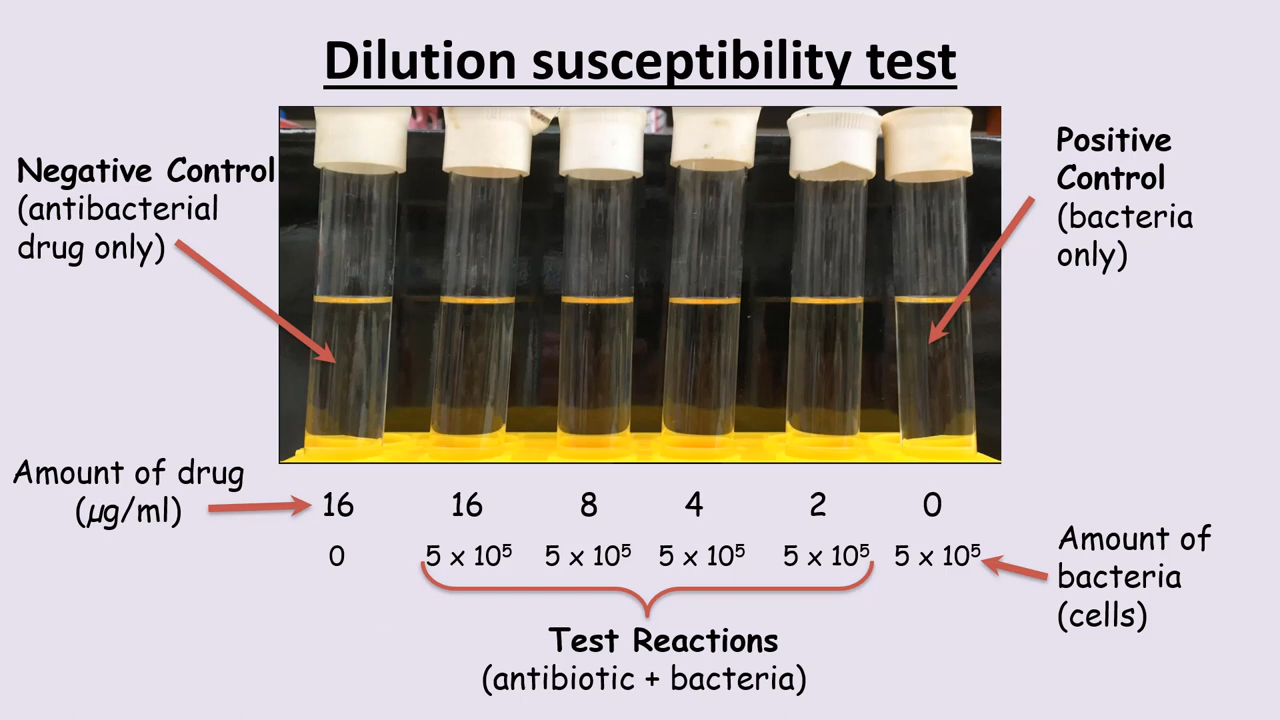 Dilution susceptibility test
Negative Control
(antibacterial
drug only)
Positive
Control
(bacteria
only)
Amount of drug
(µg/ml)
16 16 8 4 2 0
0 5 x 10⁵ 5 x 10⁵ 5 x 10⁵ 5 x 10⁵ 5 x 10⁵
Amount of
bacteria
(cells)
Test Reactions
(antibiotic + bacteria)